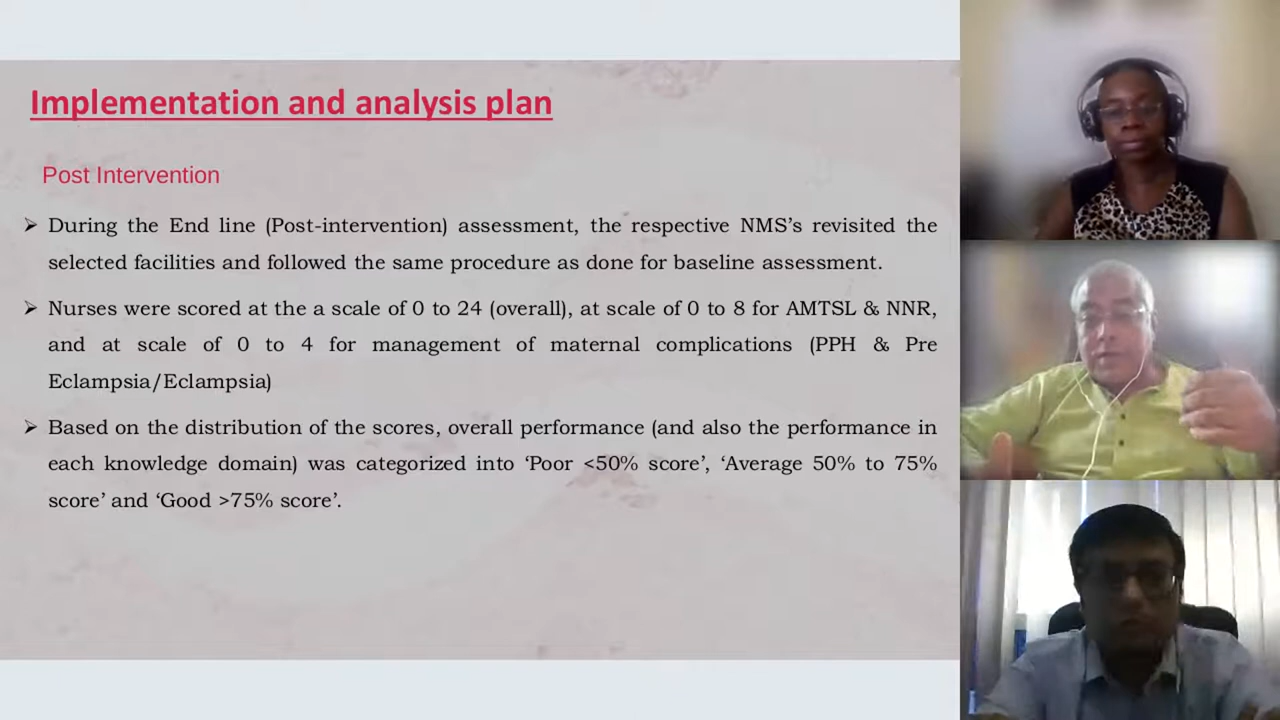 Implementation and analysis plan
Post Intervention
➢ During the End line (Post-intervention) assessment, the respective NMS’s revisited the
selected facilities and followed the same procedure as done for baseline assessment.
➢ Nurses were scored at the a scale of 0 to 24 (overall), at scale of 0 to 8 for AMTSL & NNR,
and at scale of 0 to 4 for management of maternal complications (PPH & Pre
Eclampsia/Eclampsia)
➢ Based on the distribution of the scores, overall performance (and also the performance in
each knowledge domain) was categorized into ‘Poor <50% score’, ‘Average 50% to 75%
score’ and ‘Good >75% score’.